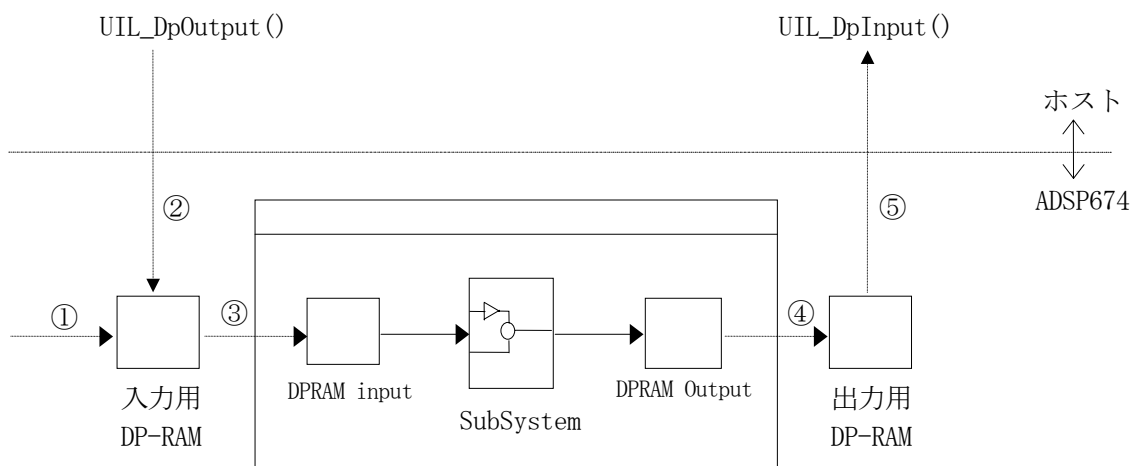 UIL_DpOutput()
UIL_DpInput()
ホスト
ADSP674
②
⑤
①
③
④
DPRAM input
SubSystem
DPRAM Output
入力用
DP-RAM
出力用
DP-RAM